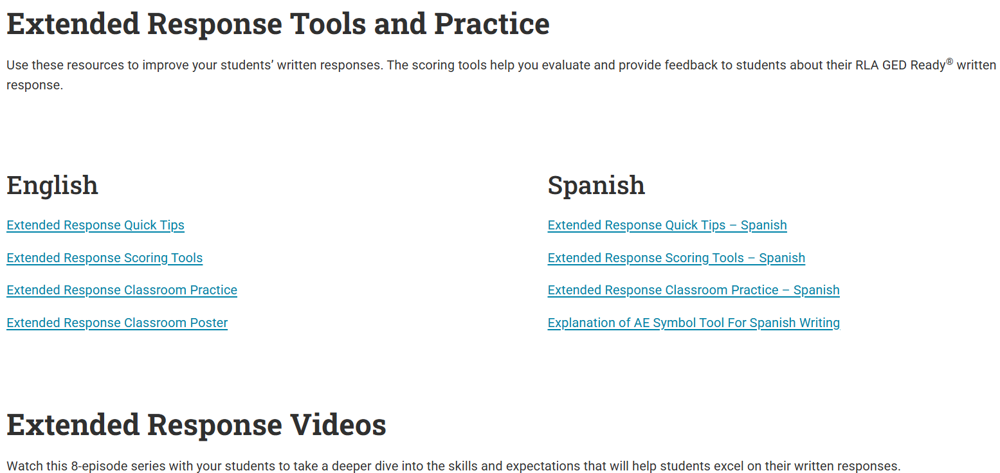 Extended Response Tools and Practice
Use these resources to improve your students’ written responses. The scoring tools help you evaluate and provide feedback to students about their RLA GED Ready® written
response.
English
Extended Response Quick Tips
Extended Response Scoring Tools
Extended Response Classroom Practice
Extended Response Classroom Poster
Spanish
Extended Response Quick Tips – Spanish
Extended Response Scoring Tools – Spanish
Extended Response Classroom Practice – Spanish
Explanation of AE Symbol Tool For Spanish Writing
Extended Response Videos
Watch this 8-episode series with your students to take a deeper dive into the skills and expectations that will help students excel on their written responses.